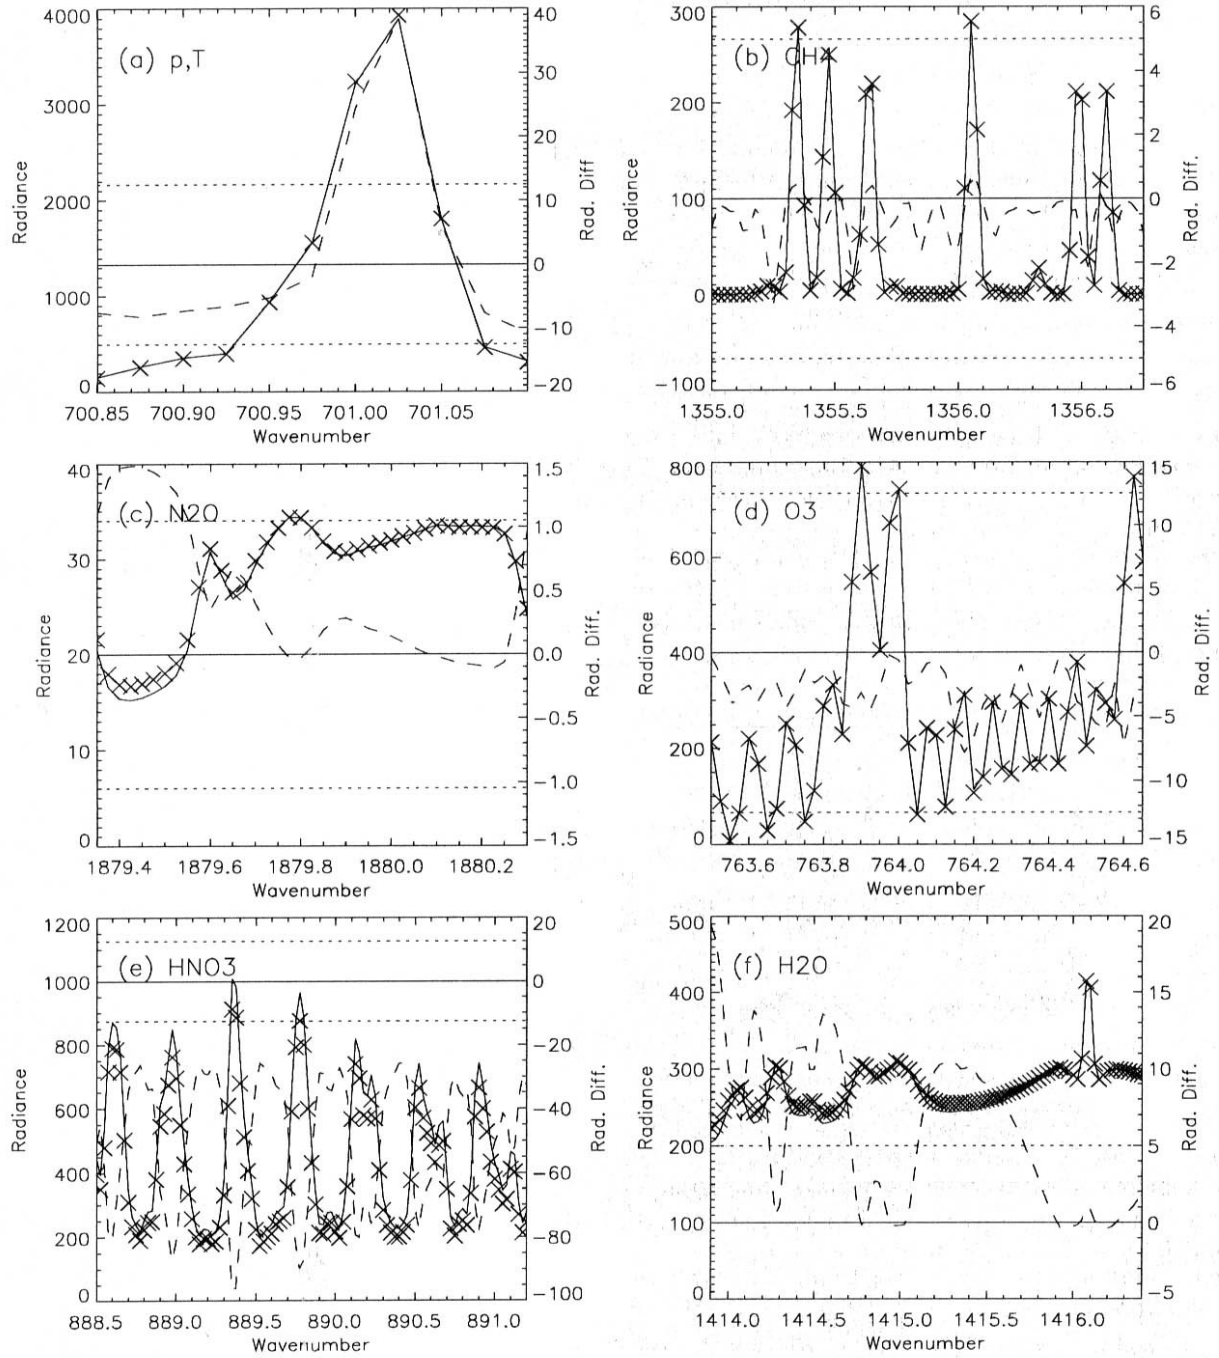 (a) p,T
4000
3000
2000
1000
0
40
30
20
10
0
−10
−20
700.85 700.90 700.95 701.00 701.05
Wavenumber
Radiance
Rad. Diff
(b) CH4
300
200
100
0
−100
6
4
2
0
−2
−4
−6
1355.0 1355.5 1356.0 1356.5
Wavenumber
Radiance
Rad. Diff.
(c) N2O
40
30
20
10
0
1.5
1.0
0.5
0.0
−0.5
−1.0
−1.5
1879.4 1879.6 1879.8 1880.0 1880.2
Wavenumber
Radiance
Rad. Diff.
(d) O3
800
600
400
200
0
15
10
5
0
−5
−10
−15
763.6 763.8 764.0 764.2 764.4 764.6
Wavenumber
Radiance
Rad. Diff.
(e) HNO3
1200
1000
800
600
400
200
0
20
0
−20
−40
−60
−80
−100
888.5 889.0 889.5 890.0 890.5 891.0
Wavenumber
Radiance
Rad. Diff.
(f) H2O
500
400
300
200
100
0
20
15
10
5
0
−5
1414.0 1414.5 1415.0 1415.5 1416.0
Wavenumber
Radiance
Rad. Diff.